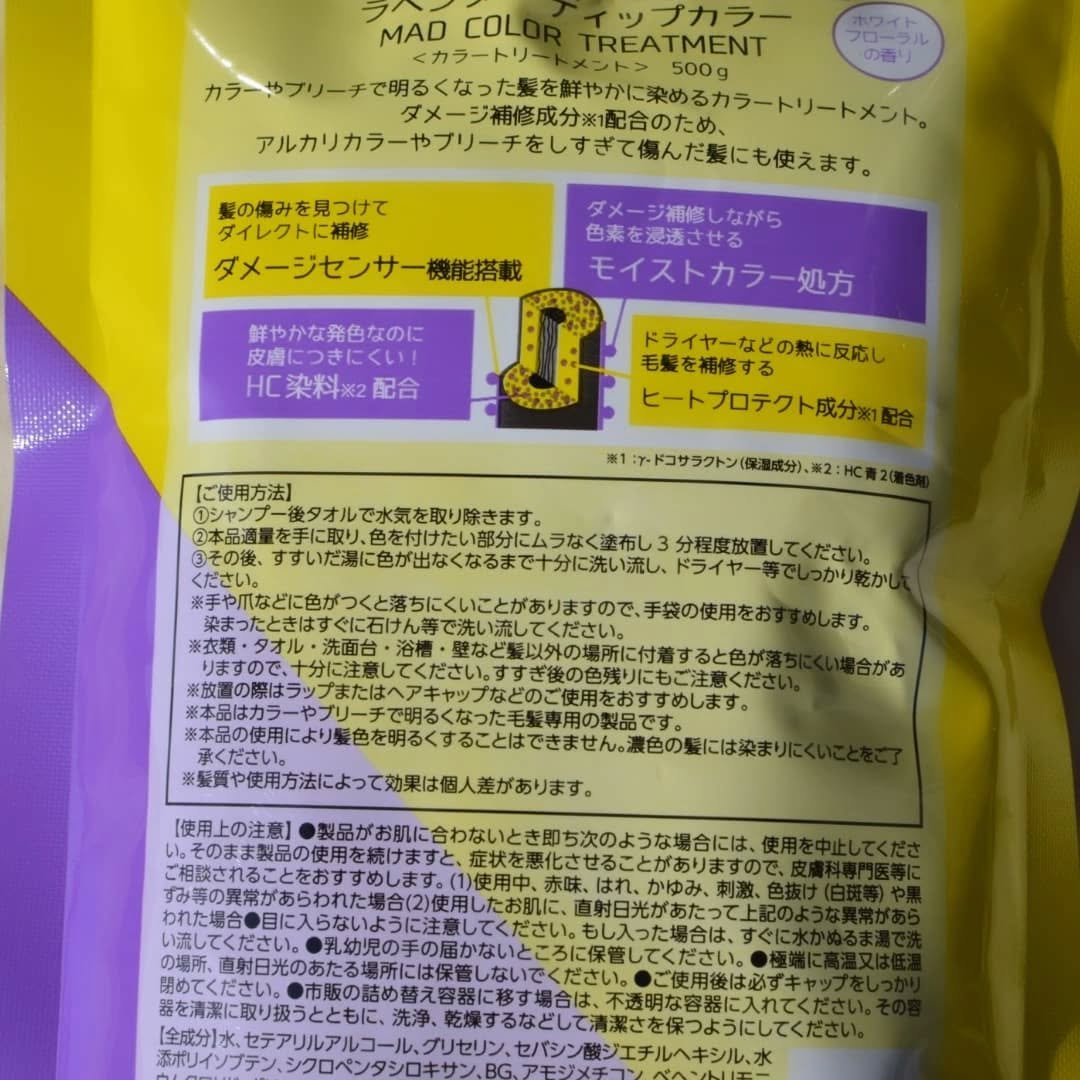 ラベンダー ディップカラー
MAD COLOR TREATMENT
<カラートリートメント> 500g
ホワイト
フローラル
の香り
カラーやブリーチで明るくなった髪を鮮やかに染めるカラートリートメント。
ダメージ補修成分※1配合のため、
アルカリカラーやブリーチをしすぎて傷んだ髪にも使えます。
髪の傷みを見つけて
ダイレクトに補修
ダメージセンサー機能搭載
ダメージ補修しながら
色素を浸透させる
モイストカラー処方
鮮やかな発色なのに
皮膚につきにくい!
HC染料※2 配合
ドライヤーなどの熱に反応し
毛髪を補修する
ヒートプロテクト成分※1配合
※1:γ-ドコサラクトン(保湿成分)、※2:HC青2(着色剤)
【ご使用方法】
①シャンプー後タオルで水気を取り除きます。
②本品適量を手に取り、色を付けたい部分にムラなく塗布し3分程度放置してください。
③その後、すすいだ湯に色が出なくなるまで十分に洗い流し、ドライヤー等でしっかり乾かして
ください。
※手や爪などに色がつくと落ちにくいことがありますので、手袋の使用をおすすめします。
染まったときはすぐに石けん等で洗い流してください。
※衣類・タオル・洗面台・浴槽・壁など髪以外の場所に付着すると色が落ちにくい場合があ
りますので、十分に注意してください。すすぎ後の色残りにもご注意ください。
※放置の際はラップまたはヘアキャップなどのご使用をおすすめします。
※本品はカラーやブリーチで明るくなった毛髪専用の製品です。
※本品の使用により髪色を明るくすることはできません。濃色の髪には染まりにくいことをご了
承ください。
※髪質や使用方法によって効果は個人差があります。
【使用上の注意】●製品がお肌に合わないとき即ち次のような場合には、使用を中止してくださ
い。そのまま製品の使用を続けますと、症状を悪化させることがありますので、皮膚科専門医等に
ご相談されることをおすすめします。(1)使用中、赤味、はれ、かゆみ、刺激、色抜け(白斑等)や黒
ずみ等の異常があらわれた場合(2)使用したお肌に、直射日光があたって上記のような異常があら
われた場合●目に入らないように注意してください。もし入った場合は、すぐに水かぬるま湯で洗
い流してください。●乳幼児の手の届かないところに保管してください。●極端に高温又は低温
の場所、直射日光のあたる場所には保管しないでください。●ご使用後は必ずキャップをしっかり
閉めてください。●市販の詰め替え容器に移す場合は、不透明な容器に入れてください。その容
器を清潔に取り扱うとともに、洗浄、乾燥するなどして清潔さを保つようにしてください。
【全成分】水、セテアリルアルコール、グリセリン、セバシン酸ジエチルヘキシル、水
添ポリイソブテン、シクロペンタシロキサン、BG、アモジメチコン、ベヘントリモニ